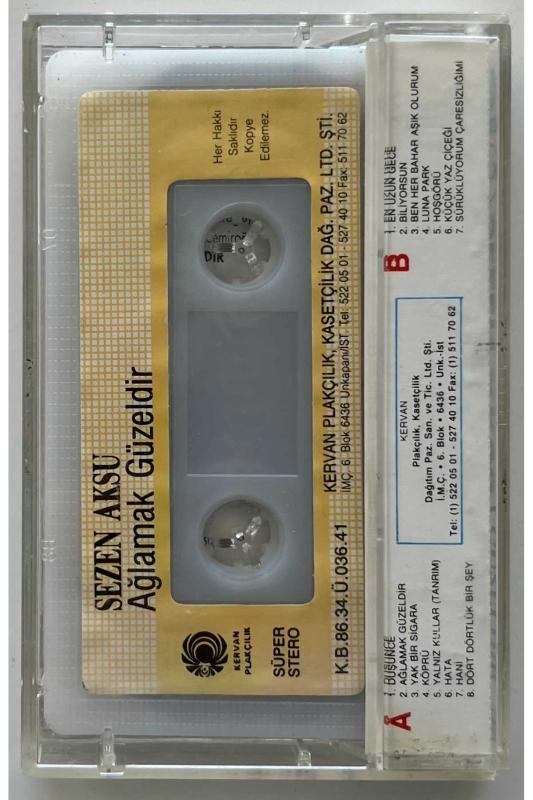 SEZEN AKSU
Ağlamak Güzeldir
Her Hakkı
Saklıdır
Kopye
Edilemez.
KERVAN
PLAKÇILIK
SÜPER
STERO
KERVAN PLAKÇILIK, KASETÇİLİK DAĞ. PAZ. LTD. ŞTİ.
İMÇ. 6. Blok 6436 Unkapanı/İST. Tel: 522 05 01 - 527 40 10 Fax: 511 70 62
K.B.86.34.Ü.036.41
A
1. DÜŞÜNCE
2. AĞLAMAK GÜZELDİR
3. YAK BİR SİGARA
4. KÖPRÜ
5. YALNIZ KULLAR (TANRIM)
6. HATA
7. HANİ
8. DÖRT DÖRTLÜK BİR ŞEY
KERVAN
Plakçılık, Kasetçilik
Dağıtım Paz. San. ve Tic. Ltd. Şti.
İ.M.Ç. • 6. Blok • 6436 • Unk.-İst
Tel: (1) 522 05 01 - 527 40 10 Fax: (1) 511 70 62
B
1. EN UZUN GECE
2. BİLİYORSUN
3. BEN HER BAHAR AŞIK OLURUM
4. LUNA PARK
5. HOŞGÖRÜ
6. KÜÇÜK YAZ ÇİÇEĞİ
7. SÜRÜKLÜYORUM ÇARESİZLİĞİMİ